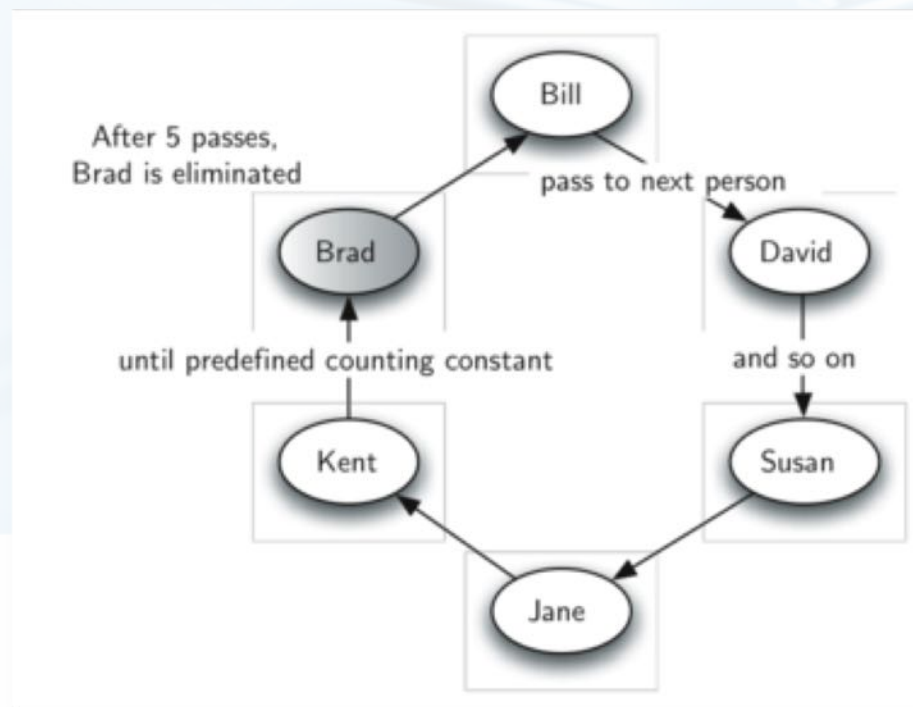 Bill
After 5 passes,
Brad is eliminated
pass to next person
Brad
David
until predefined counting constant
and so on
Kent
Susan
Jane